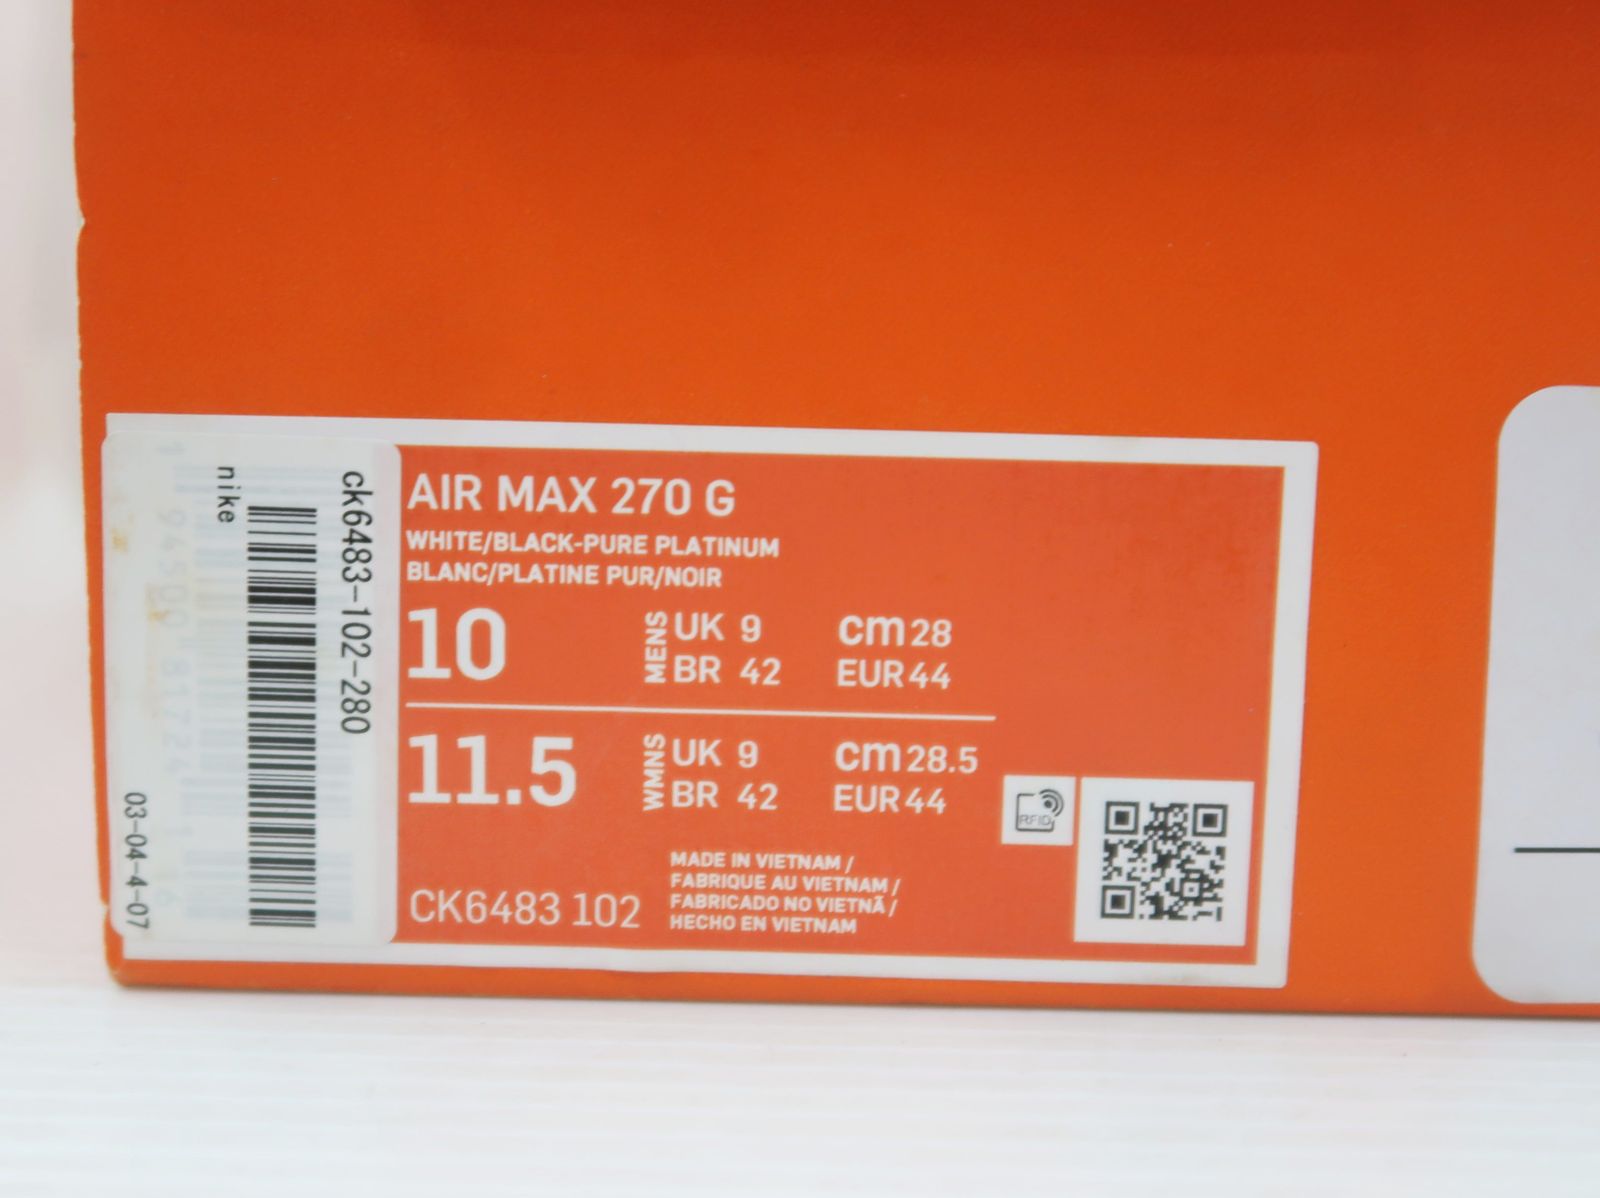 AIR MAX 270 G
WHITE/BLACK-PURE PLATINUM
BLANC/PLATINE PUR/NOIR
10
MENS
UK 9
cm 28
BR 42
EUR 44
11.5
WMNS
UK 9
cm 28.5
BR 42
EUR 44
CK6483 102
MADE IN VIETNAM /
FABRIQUE AU VIETNAM /
FABRICADO NO VIETNÃ /
HECHO EN VIETNAM
RFID
ck6483-102-280
nike
03-04-4-07